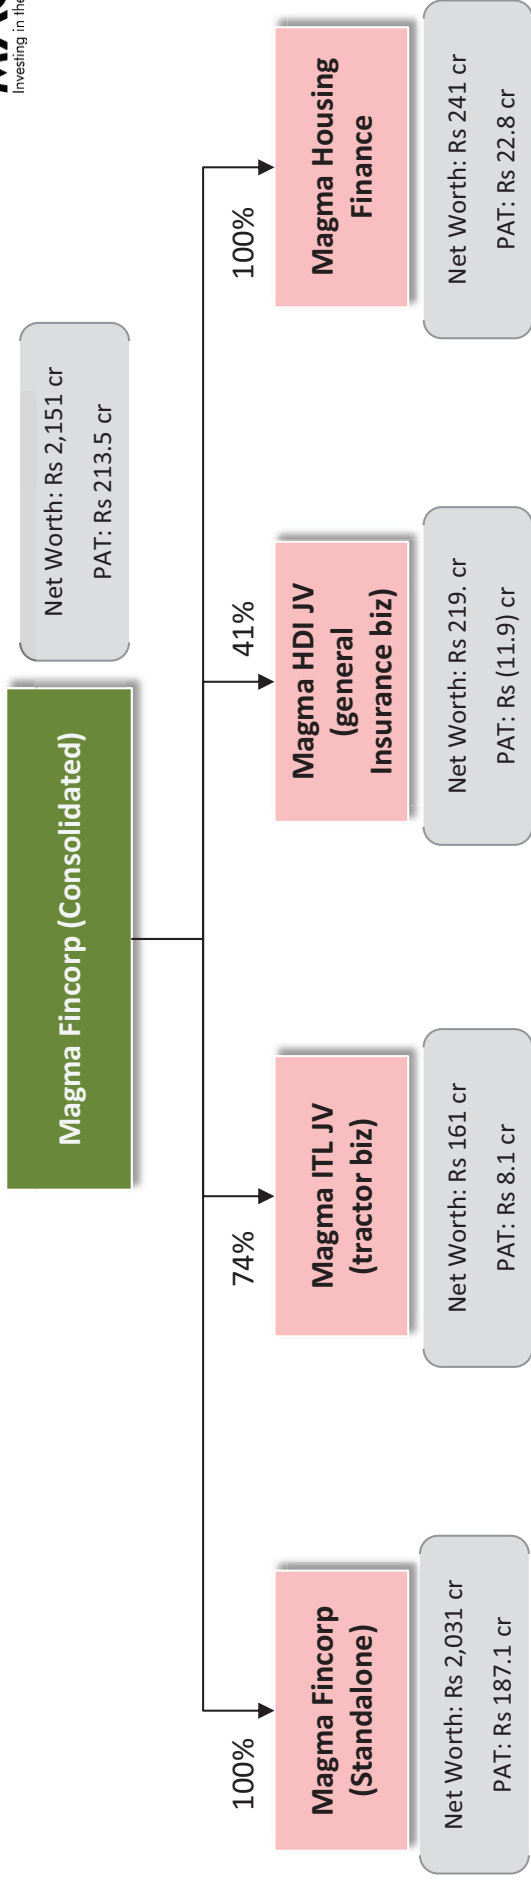 Investing in the
Magma Fincorp (Consolidated)
Net Worth: Rs 2,151 cr
PAT: Rs 213.5 cr
100%
74%
41%
100%
Magma Fincorp
(Standalone)
Net Worth: Rs 2,031 cr
PAT: Rs 187.1 cr
Magma ITL JV
(tractor biz)
Net Worth: Rs 161 cr
PAT: Rs 8.1 cr
Magma HDI JV
(general
Insurance biz)
Net Worth: Rs 219. cr
PAT: Rs (11.9) cr
Magma Housing
Finance
Net Worth: Rs 241 cr
PAT: Rs 22.8 cr